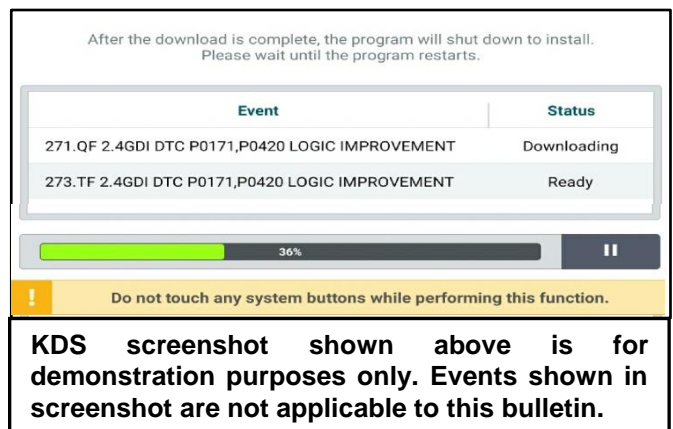 After the download is complete, the program will shut down to install.
Please wait until the program restarts.
Event Status
271.QF 2.4GDI DTC P0171,P0420 LOGIC IMPROVEMENT Downloading
273.TF 2.4GDI DTC P0171,P0420 LOGIC IMPROVEMENT Ready
36%
! Do not touch any system buttons while performing this function.
KDS screenshot shown above is for
demonstration purposes only. Events shown in
screenshot are not applicable to this bulletin.